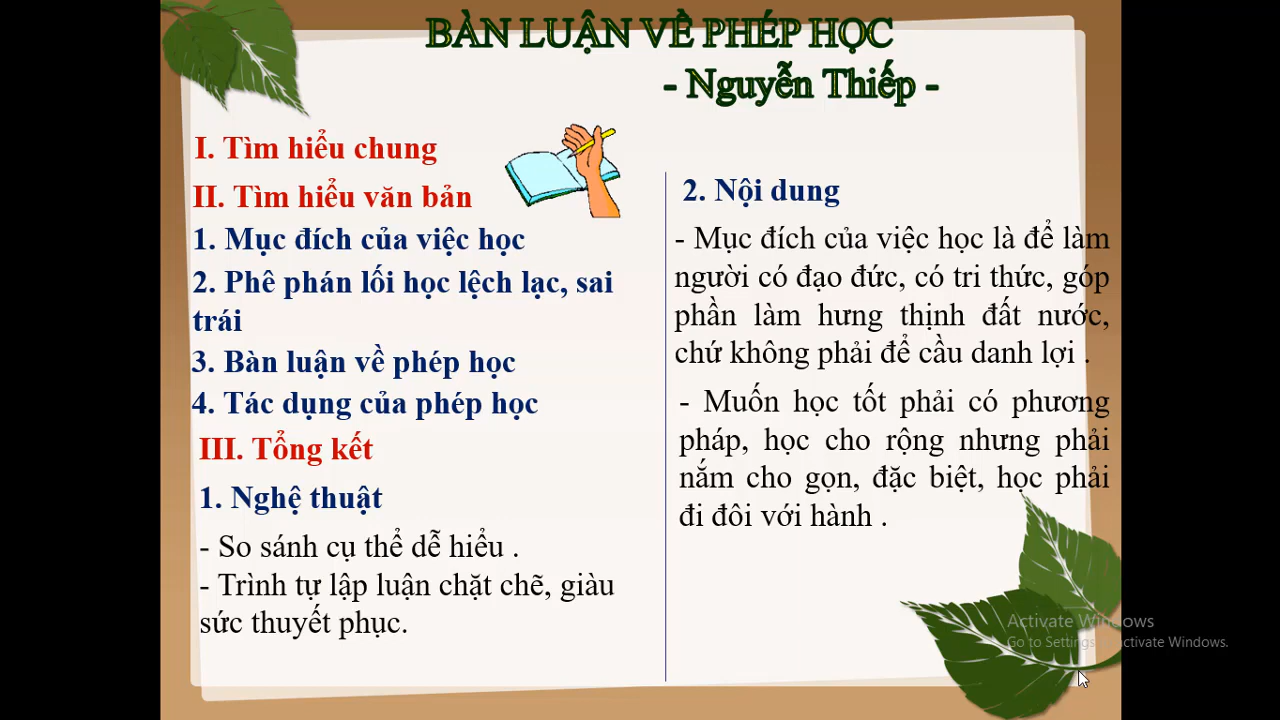 BÀN LUẬN VỀ PHÉP HỌC
- Nguyễn Thiếp -
I. Tìm hiểu chung
II. Tìm hiểu văn bản
1. Mục đích của việc học
2. Phê phán lối học lệch lạc, sai
trái
3. Bàn luận về phép học
4. Tác dụng của phép học
III. Tổng kết
1. Nghệ thuật
- So sánh cụ thể dễ hiểu .
- Trình tự lập luận chặt chẽ, giàu
sức thuyết phục.
2. Nội dung
- Mục đích của việc học là để làm
người có đạo đức, có tri thức, góp
phần làm hưng thịnh đất nước,
chứ không phải để cầu danh lợi .
- Muốn học tốt phải có phương
pháp, học cho rộng nhưng phải
nắm cho gọn, đặc biệt, học phải
đi đôi với hành .
Activate Windows
Go to Settings to activate Windows.